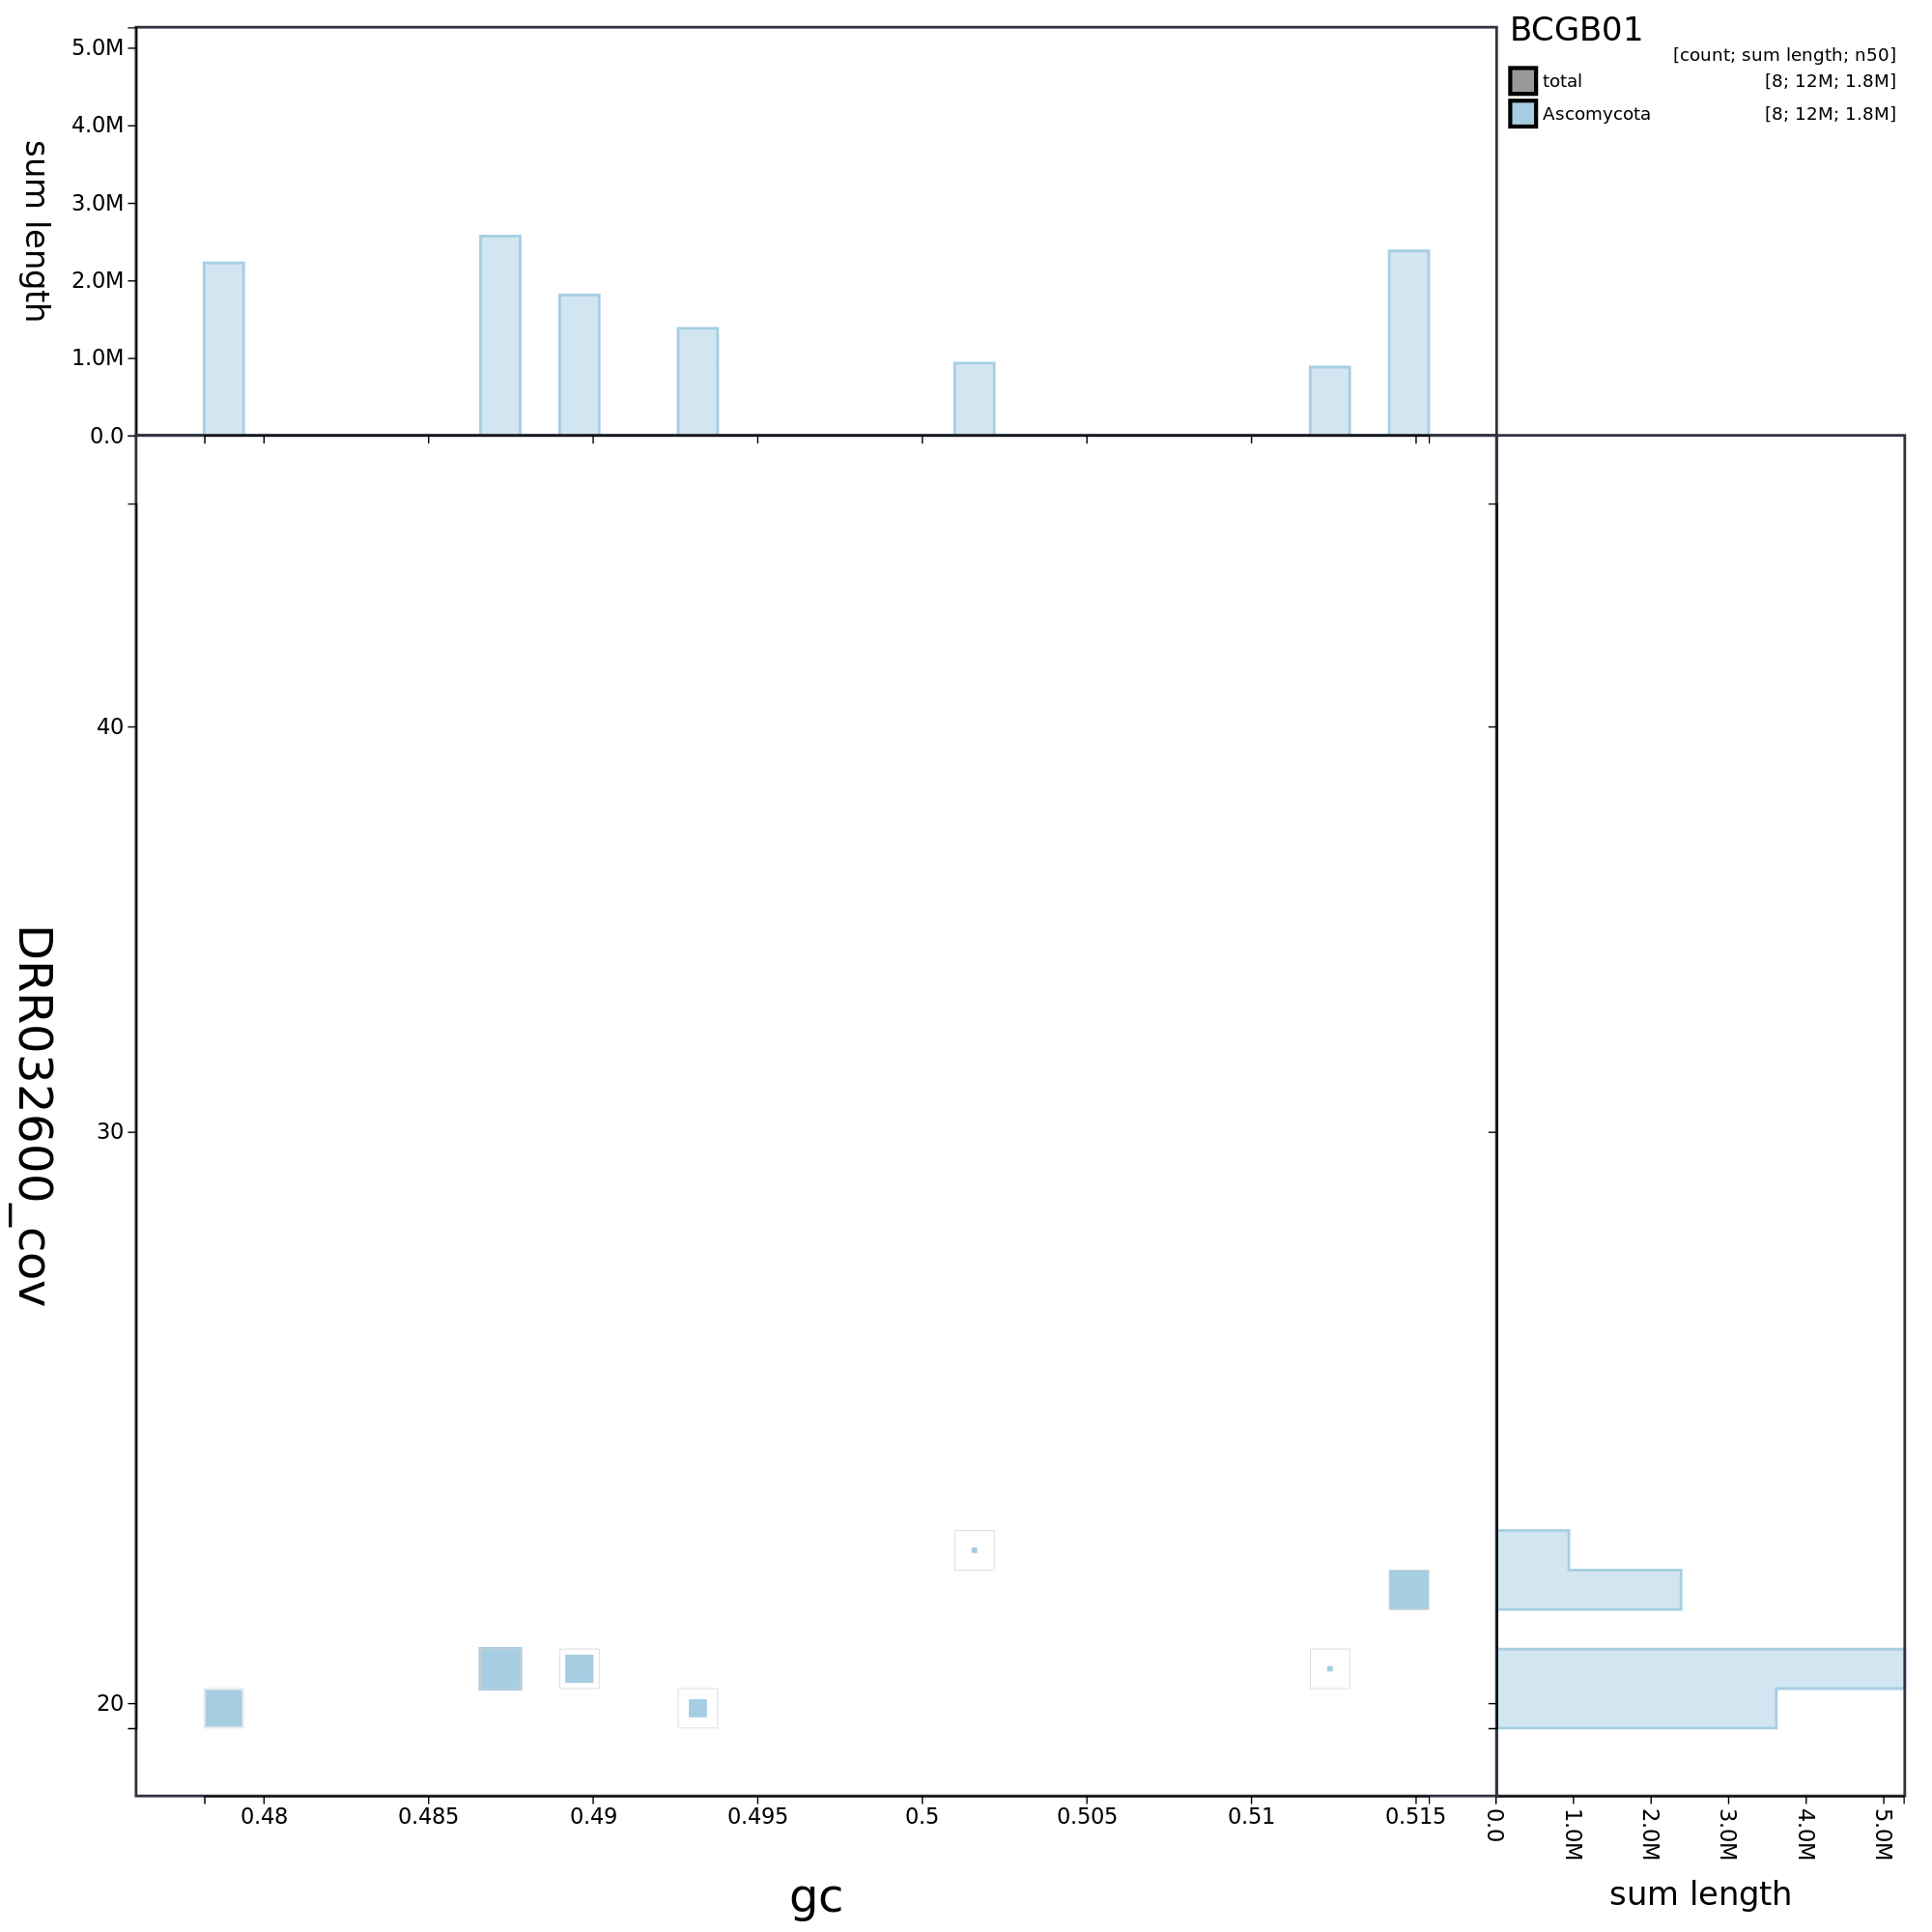 BCGB01
[count; sum length; n50]
total [8; 12M; 1.8M]
Ascomycota [8; 12M; 1.8M]
sum length
5.0M
4.0M
3.0M
2.0M
1.0M
0.0
DRR032600_cov
40
30
20
0.48 0.485 0.49 0.495 0.5 0.505 0.51 0.515
gc
0.0 1.0M 2.0M 3.0M 4.0M 5.0M
sum length